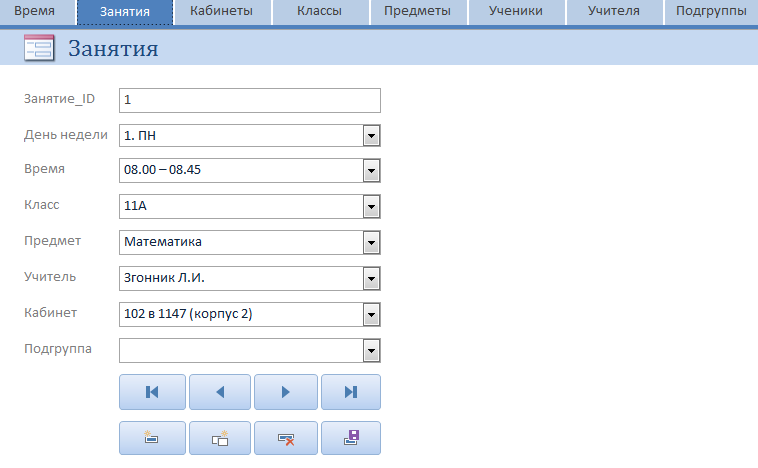 Время Занятия Кабинеты Классы Предметы Ученики Учителя Подгруппы
Занятия
Занятие_ID 1
День недели 1. ПН
Время 08.00 – 08.45
Класс 11А
Предмет Математика
Учитель Згонник Л.И.
Кабинет 102 в 1147 (корпус 2)
Подгруппа